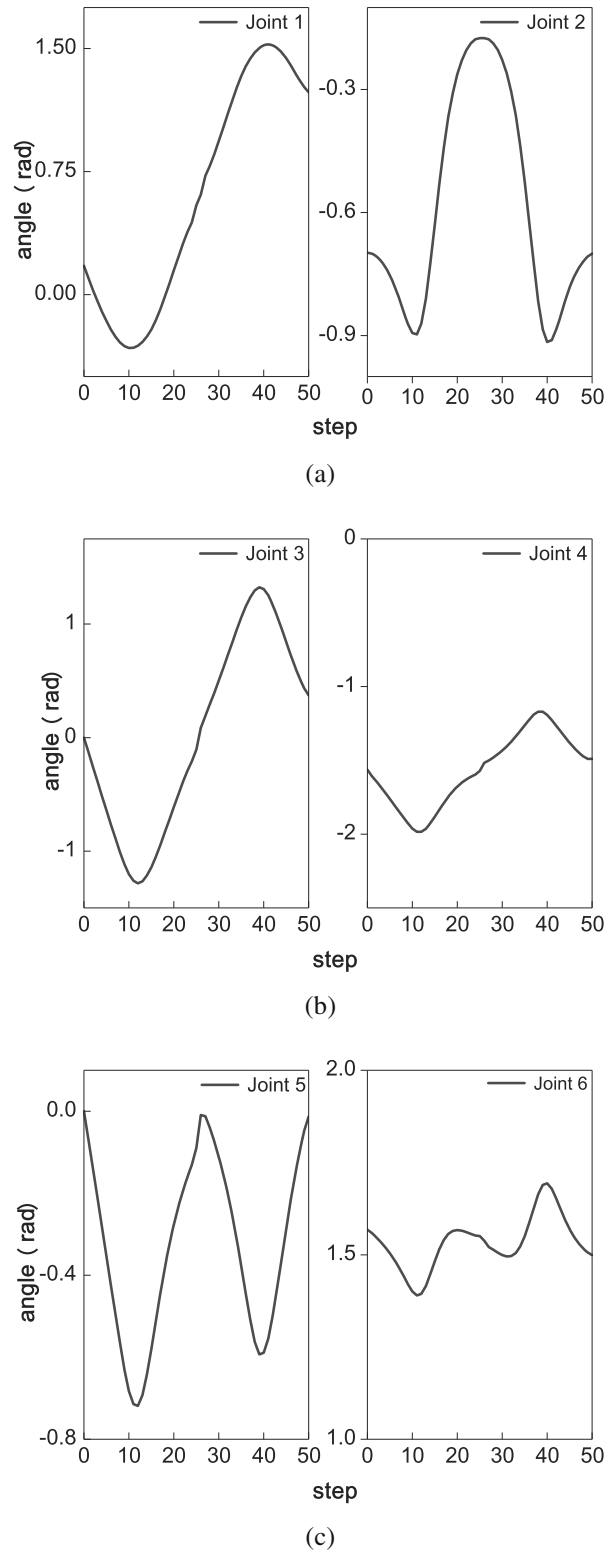 Joint 1
1.50
0.75
0.00
angle ( rad)
0 10 20 30 40 50
Joint 2
-0.3
-0.6
-0.9
0 10 20 30 40 50
step
(a)
Joint 3
1
0
-1
angle ( rad)
0 10 20 30 40 50
Joint 4
0
-1
-2
0 10 20 30 40 50
step
(b)
Joint 5
0.0
-0.4
-0.8
angle ( rad)
0 10 20 30 40 50
Joint 6
2.0
1.5
1.0
0 10 20 30 40 50
step
(c)